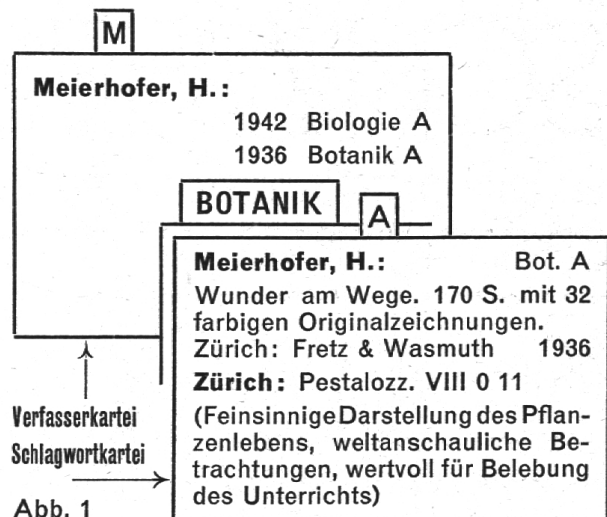 M
Meierhofer, H.:
1942 Biologie A
1936 Botanik A
BOTANIK
A
Meierhofer, H.: Bot. A
Wunder am Wege. 170 S. mit 32
farbigen Originalzeichnungen.
Zürich: Fretz & Wasmuth 1936
Zürich: Pestalozz. VIII 0 11
(Feinsinnige Darstellung des Pflan-
zenlebens, weltanschauliche Be-
trachtungen, wertvoll für Belebung
des Unterrichts)
Verfasserkartei
Schlagwortkartei
Abb. 1